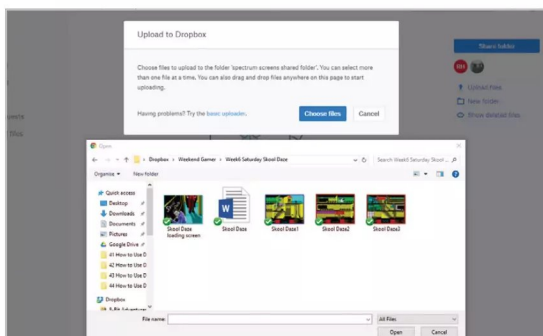 Upload to Dropbox
Choose files to upload to the folder 'spectrum screens shared folder'. You can select more
than one file at a time. You can also drag and drop files anywhere on this page to start
uploading.
Having problems? Try the basic uploader.
Choose files
Cancel
Share folder
Upload files
New folder
Show deleted files
Open
Dropbox › Weekend Gamer › Week6 Saturday Skool Daze
Search Week6 Saturday Skool ...
Organize
New folder
Quick access
Desktop
Downloads
Documents
Pictures
Google Drive
41 How to Use D
42 How to Use D
43 How to Use D
44 How to Use D
Dropbox
8-Bit Adventures
Skool Daze
loading screen
Skool Daze
Skool Daze1
Skool Daze2
Skool Daze3
File name:
All Files
Open
Cancel